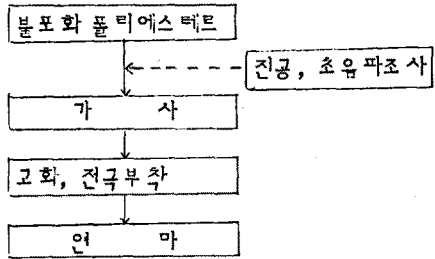 불포화 폴리에스테르
진공, 초음파조사
가 사
고화, 전극부착
연 마